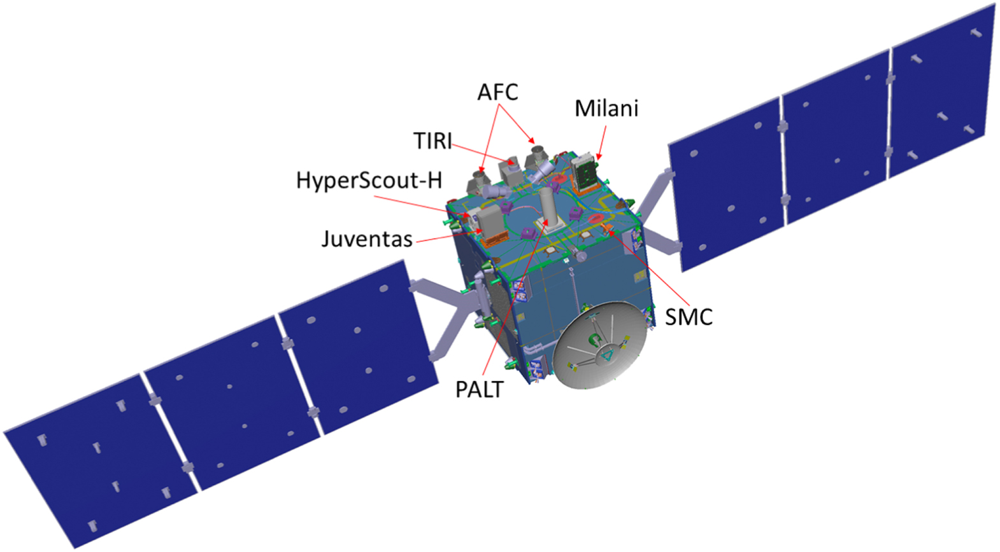 AFC
Milani
TIRI
HyperScout-H
Juventas
SMC
PALT